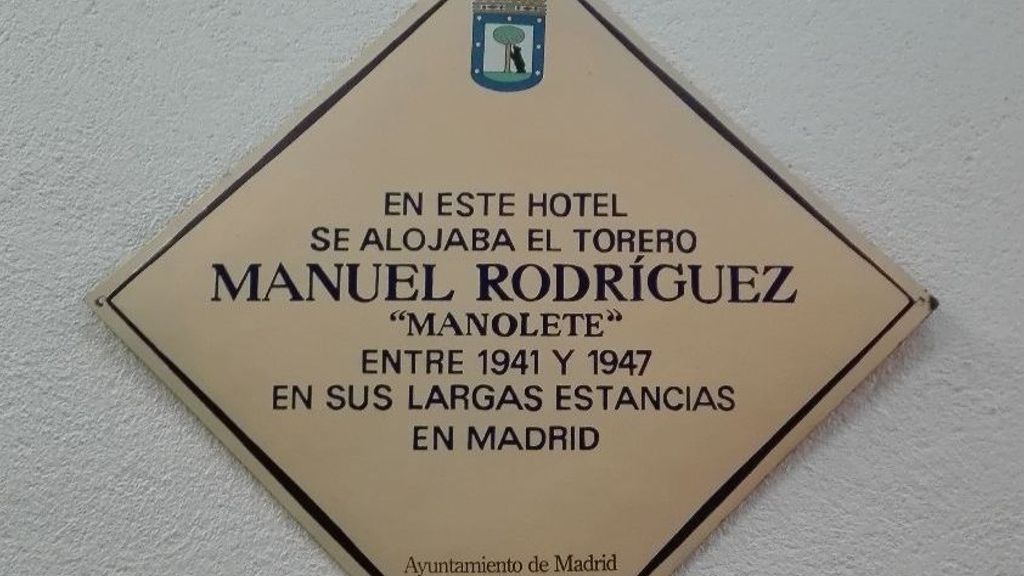 EN ESTE HOTEL
SE ALOJABA EL TORERO
MANUEL RODRÍGUEZ
“MANOLETE”
ENTRE 1941 Y 1947
EN SUS LARGAS ESTANCIAS
EN MADRID
Ayuntamiento de Madrid